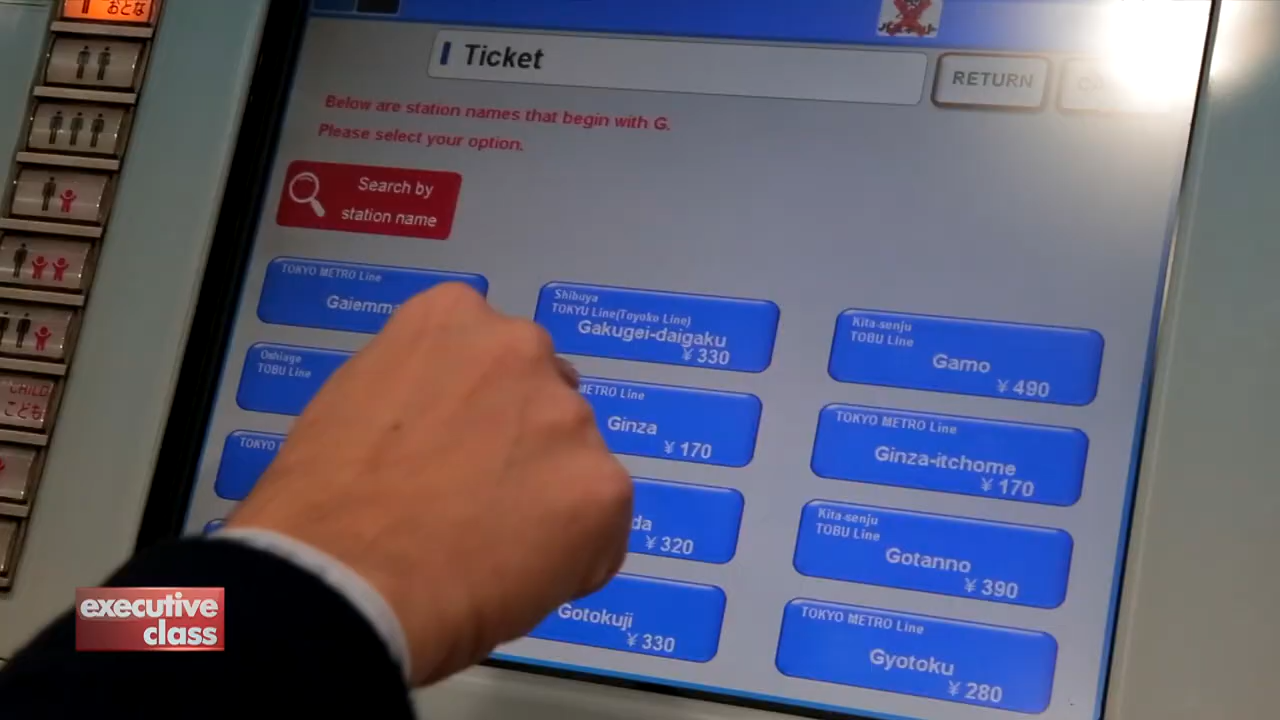 おとな
Ticket
RETURN
Below are station names that begin with G.
Please select your option.
Search by
station name
TOKYO METRO Line
Shibuya
TOKYU Line(Toyoko Line)
Gakugei-daigaku
¥ 330
Kita-senju
TOBU Line
Gamo
¥ 490
Oshiage
TOBU Line
METRO Line
Ginza
¥ 170
TOKYO METRO Line
Ginza-itchome
¥ 170
TOKYO
¥ 320
Kita-senju
TOBU Line
Gotanno
¥ 390
Gotokuji
¥ 330
TOKYO METRO Line
Gyotoku
¥ 280
CHILD
こども
executive
class